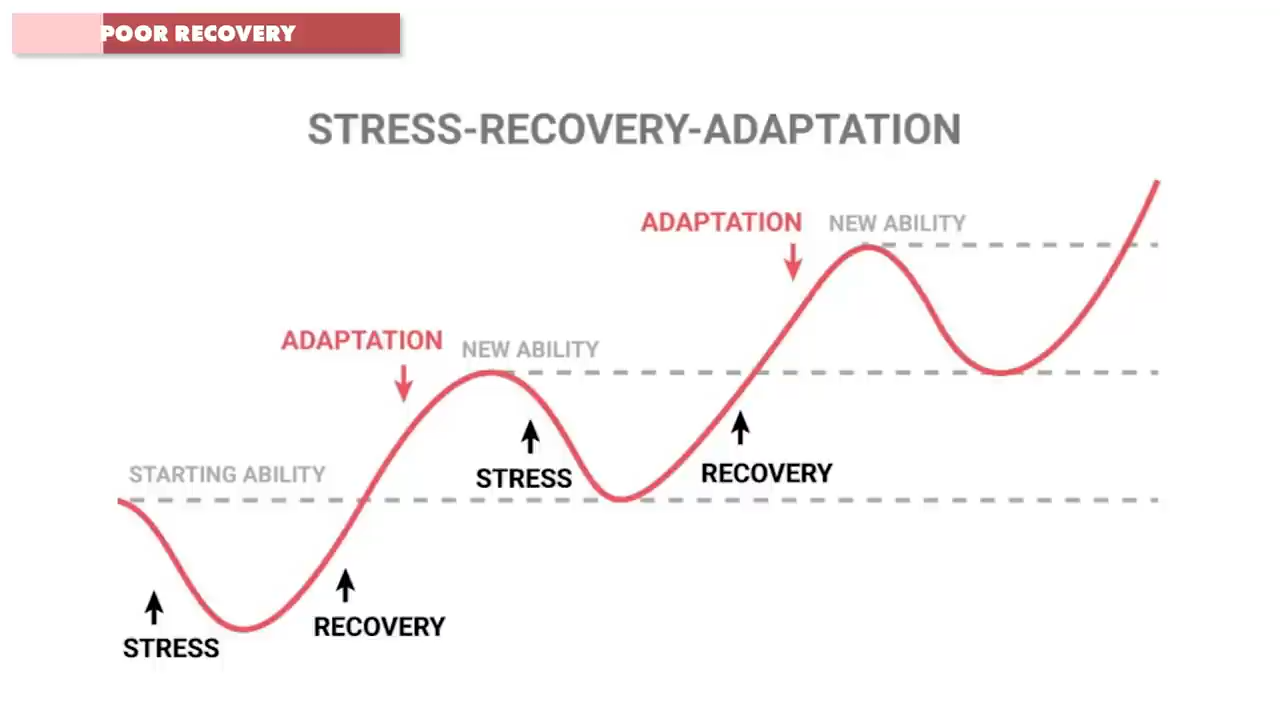 POOR RECOVERY
STRESS-RECOVERY-ADAPTATION
ADAPTATION
NEW ABILITY
ADAPTATION
NEW ABILITY
STARTING ABILITY
STRESS
RECOVERY
RECOVERY
STRESS